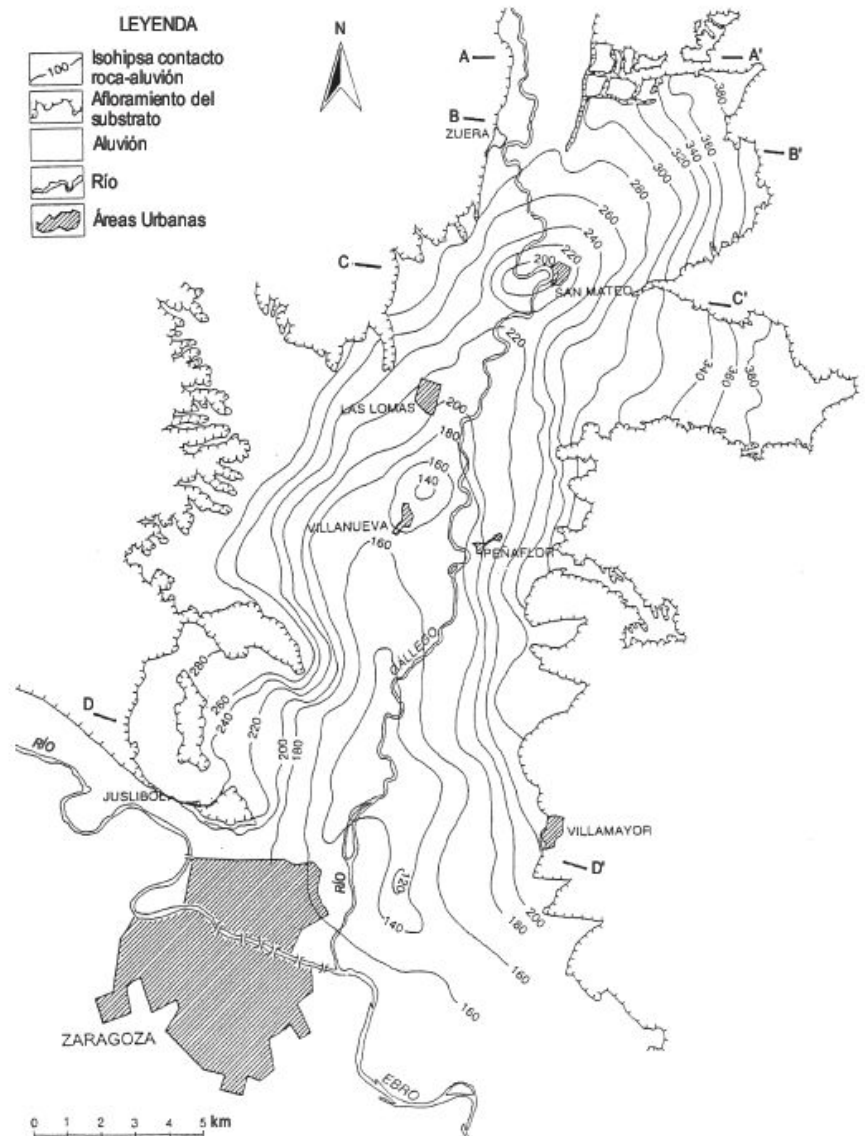 LEYENDA
100
Isohipsa contacto
roca-aluvión
Afloramiento del
substrato
Aluvión
Río
Áreas Urbanas
N
A
A'
B
ZUERA
B'
380
360
340
320
300
280
260
240
220
200
SAN MATEO
C
C'
220
340
360
380
LAS LOMAS
200
180
160
140
VILLANUEVA
160
PEÑAFLOR
GALLEGO
280
260
240
220
200
180
D
RÍO
JUSLIBOL
VILLAMAYOR
D'
RÍO
120
140
200
180
160
160
ZARAGOZA
EBRO
0 1 2 3 4 5 km